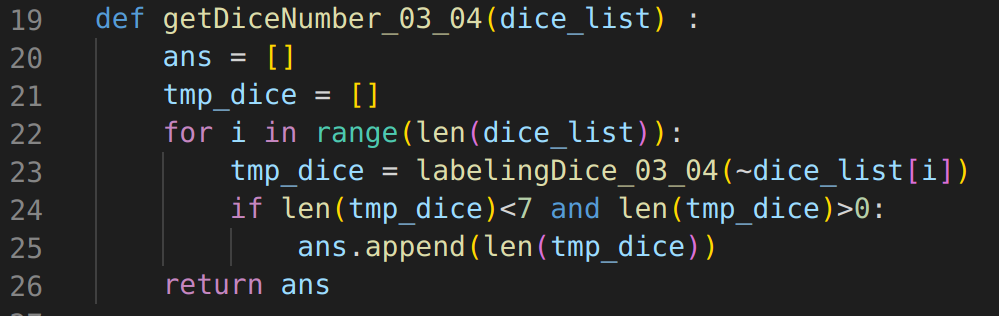 19 def getDiceNumber_03_04(dice_list) :
20 ans = []
21 tmp_dice = []
22 for i in range(len(dice_list)):
23 tmp_dice = labelingDice_03_04(~dice_list[i])
24 if len(tmp_dice)<7 and len(tmp_dice)>0:
25 ans.append(len(tmp_dice))
26 return ans